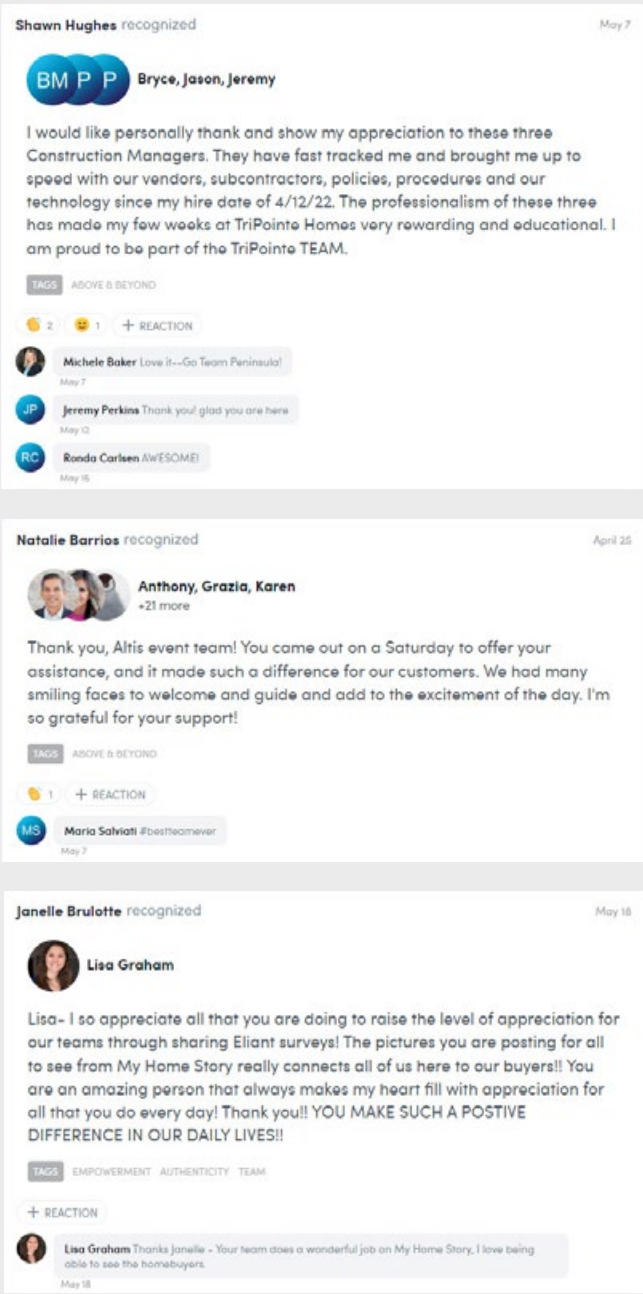 Shawn Hughes recognized May 7
BM P P Bryce, Jason, Jeremy
I would like personally thank and show my appreciation to these three
Construction Managers. They have fast tracked me and brought me up to
speed with our vendors, subcontractors, policies, procedures and our
technology since my hire date of 4/12/22. The professionalism of these three
has made my few weeks at TriPointe Homes very rewarding and educational. I
am proud to be part of the TriPointe TEAM.
TAGS ABOVE & BEYOND
2 1 + REACTION
Michele Baker Love it--Go Team Peninsula!
May 7
JP Jeremy Perkins Thank you! glad you are here
May 12
RC Ronda Carlsen AWESOME!
May 16
Natalie Barrios recognized April 25
Anthony, Grazia, Karen
+21 more
Thank you, Altis event team! You came out on a Saturday to offer your
assistance, and it made such a difference for our customers. We had many
smiling faces to welcome and guide and add to the excitement of the day. I'm
so grateful for your support!
TAGS ABOVE & BEYOND
1 + REACTION
MS Maria Salviati #bestteamever
May 7
Janelle Brulotte recognized May 18
Lisa Graham
Lisa- I so appreciate all that you are doing to raise the level of appreciation for
our teams through sharing Eliant surveys! The pictures you are posting for all
to see from My Home Story really connects all of us here to our buyers!! You
are an amazing person that always makes my heart fill with appreciation for
all that you do every day! Thank you!! YOU MAKE SUCH A POSTIVE
DIFFERENCE IN OUR DAILY LIVES!!
TAGS EMPOWERMENT AUTHENTICITY TEAM
+ REACTION
Lisa Graham Thanks Janelle - Your team does a wonderful job on My Home Story, I love being
able to see the homebuyers.
May 18